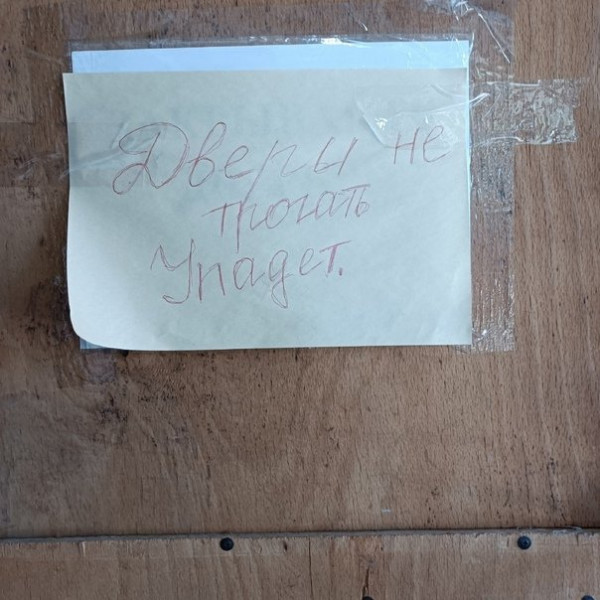 Двери не
трогать
Упадет.